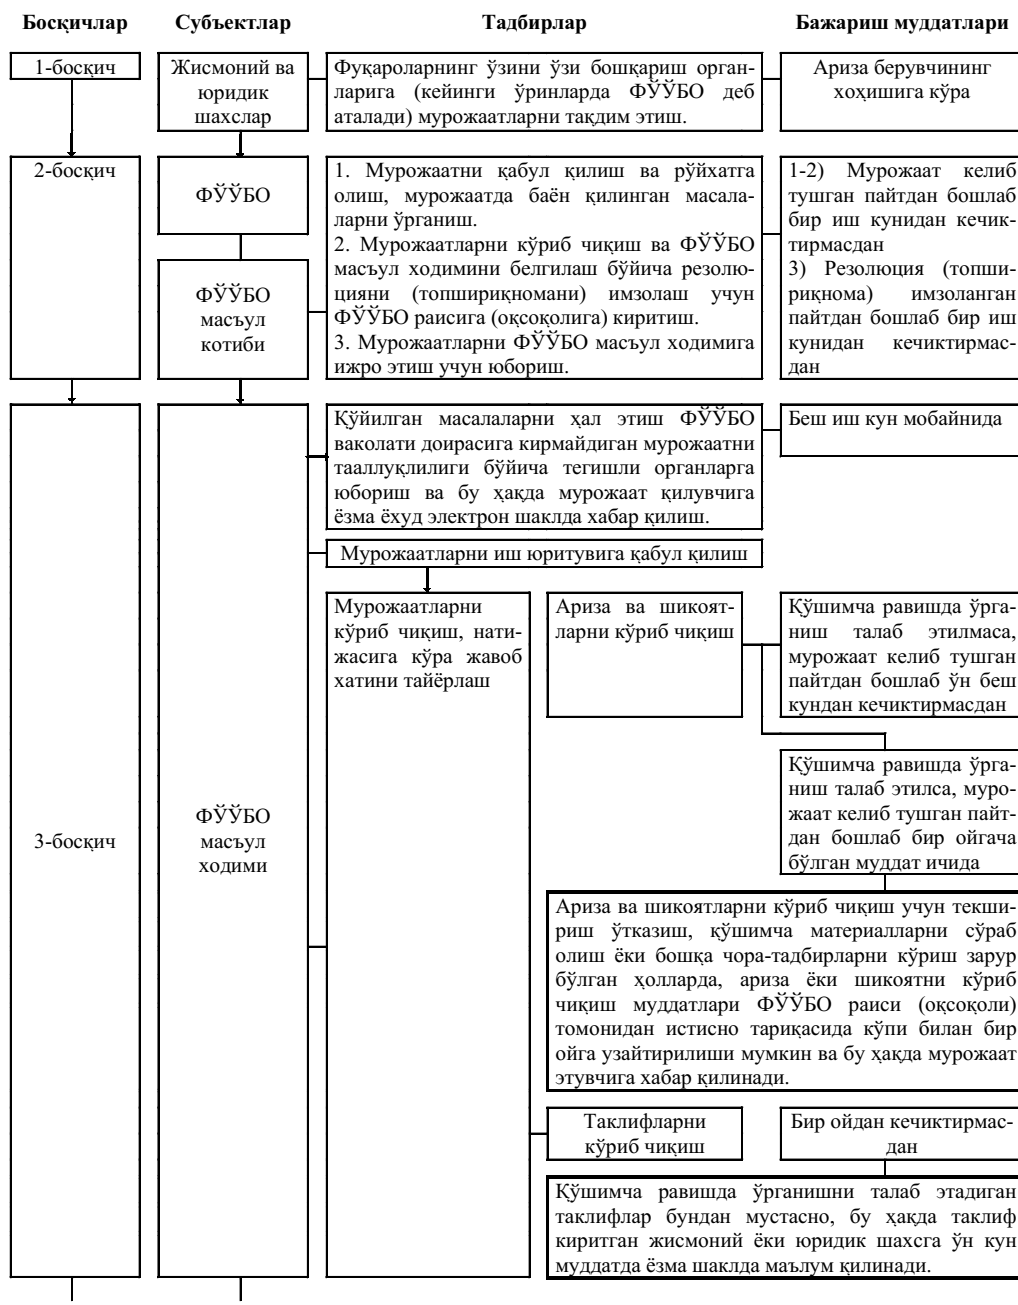 Босқичлар Субъектлар Тадбирлар Бажариш муддатлари
1-босқич
Жисмоний ва
юридик
шахслар
Фуқароларнинг ўзини ўзи бошқариш орган-
ларига (кейинги ўринларда ФЎЎБО деб
аталади) мурожаатларни тақдим этиш.
Ариза берувчининг
хоҳишига кўра
2-босқич
ФЎЎБО
ФЎЎБО
масъул
котиби
1. Мурожаатни қабул қилиш ва рўйхатга
олиш, мурожаатда баён қилинган масала-
ларни ўрганиш.
2. Мурожаатларни кўриб чиқиш ва ФЎЎБО
масъул ходимини белгилаш бўйича резолю-
цияни (топшириқномани) имзолаш учун
ФЎЎБО раисига (оқсоқолига) киритиш.
3. Мурожаатларни ФЎЎБО масъул ходимига
ижро этиш учун юбориш.
1-2) Мурожаат келиб
тушган пайтдан бошлаб
бир иш кунидан кечик-
тирмасдан
3) Резолюция (топши-
риқнома) имзоланган
пайтдан бошлаб бир иш
кунидан кечиктирмас-
дан
3-босқич
ФЎЎБО
масъул
ходими
Қўйилган масалаларни ҳал этиш ФЎЎБО
ваколати доирасига кирмайдиган мурожаатни
тааллуқлилиги бўйича тегишли органларга
юбориш ва бу ҳақда мурожаат қилувчига
ёзма ёхуд электрон шаклда хабар қилиш.
Беш иш кун мобайнида
Мурожаатларни иш юритувига қабул қилиш
Мурожаатларни
кўриб чиқиш, нати-
жасига кўра жавоб
хатини тайёрлаш
Ариза ва шикоят-
ларни кўриб чиқиш
Қўшимча равишда ўрга-
ниш талаб этилмаса,
мурожаат келиб тушган
пайтдан бошлаб ўн беш
кундан кечиктирмасдан
Қўшимча равишда ўрга-
ниш талаб этилса, муро-
жаат келиб тушган пайт-
дан бошлаб бир ойгача
бўлган муддат ичида
Ариза ва шикоятларни кўриб чиқиш учун текши-
риш ўтказиш, қўшимча материалларни сўраб
олиш ёки бошқа чора-тадбирларни кўриш зарур
бўлган ҳолларда, ариза ёки шикоятни кўриб
чиқиш муддатлари ФЎЎБО раиси (оқсоқоли)
томонидан истисно тариқасида кўпи билан бир
ойга узайтирилиши мумкин ва бу ҳақда мурожаат
этувчига хабар қилинади.
Таклифларни
кўриб чиқиш
Бир ойдан кечиктирмас-
дан
Қўшимча равишда ўрганишни талаб этадиган
таклифлар бундан мустасно, бу ҳақда таклиф
киритган жисмоний ёки юридик шахсга ўн кун
муддатда ёзма шаклда маълум қилинади.